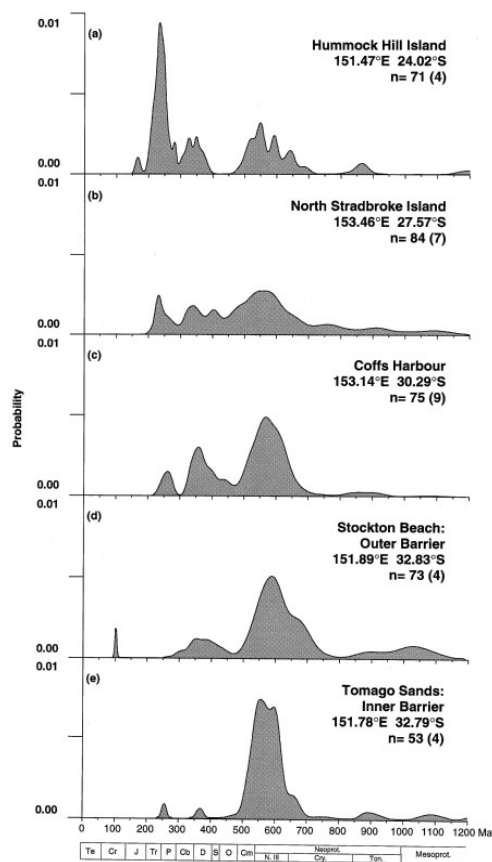 0.01
(a)
Hummock Hill Island
151.47°E 24.02°S
n= 71 (4)
0.00
0.01
(b)
North Stradbroke Island
153.46°E 27.57°S
n= 84 (7)
0.00
0.01
(c)
Coffs Harbour
153.14°E 30.29°S
n= 75 (9)
Probability
0.00
0.01
(d)
Stockton Beach:
Outer Barrier
151.89°E 32.83°S
n= 73 (4)
0.00
0.01
(e)
Tomago Sands:
Inner Barrier
151.78°E 32.79°S
n= 53 (4)
0.00
0 100 200 300 400 500 600 700 800 900 1000 1100 1200 Ma
Te Cr J Tr P Cb D S O Cm Neoprot. Mesoprot.
N. III Cry. Ton.